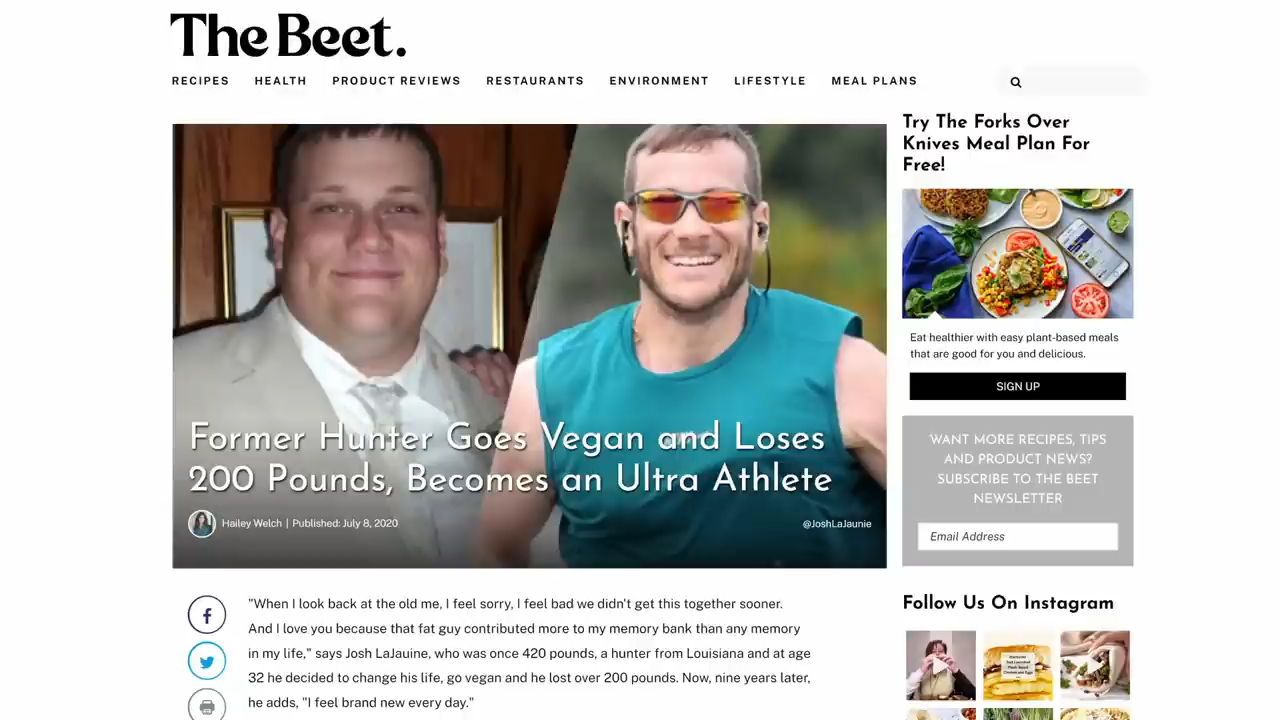 The Beet.
RECIPES HEALTH PRODUCT REVIEWS RESTAURANTS ENVIRONMENT LIFESTYLE MEAL PLANS
Former Hunter Goes Vegan and Loses
200 Pounds, Becomes an Ultra Athlete
Hailey Welch | Published: July 8, 2020
@JoshLaJaunie
"When I look back at the old me, I feel sorry, I feel bad we didn't get this together sooner.
And I love you because that fat guy contributed more to my memory bank than any memory
in my life," says Josh LaJauine, who was once 420 pounds, a hunter from Louisiana and at age
32 he decided to change his life, go vegan and he lost over 200 pounds. Now, nine years later,
he adds, "I feel brand new every day."
Try The Forks Over
Knives Meal Plan For
Free!
Eat healthier with easy plant-based meals
that are good for you and delicious.
SIGN UP
WANT MORE RECIPES, TIPS
AND PRODUCT NEWS?
SUBSCRIBE TO THE BEET
NEWSLETTER
Email Address
Follow Us On Instagram